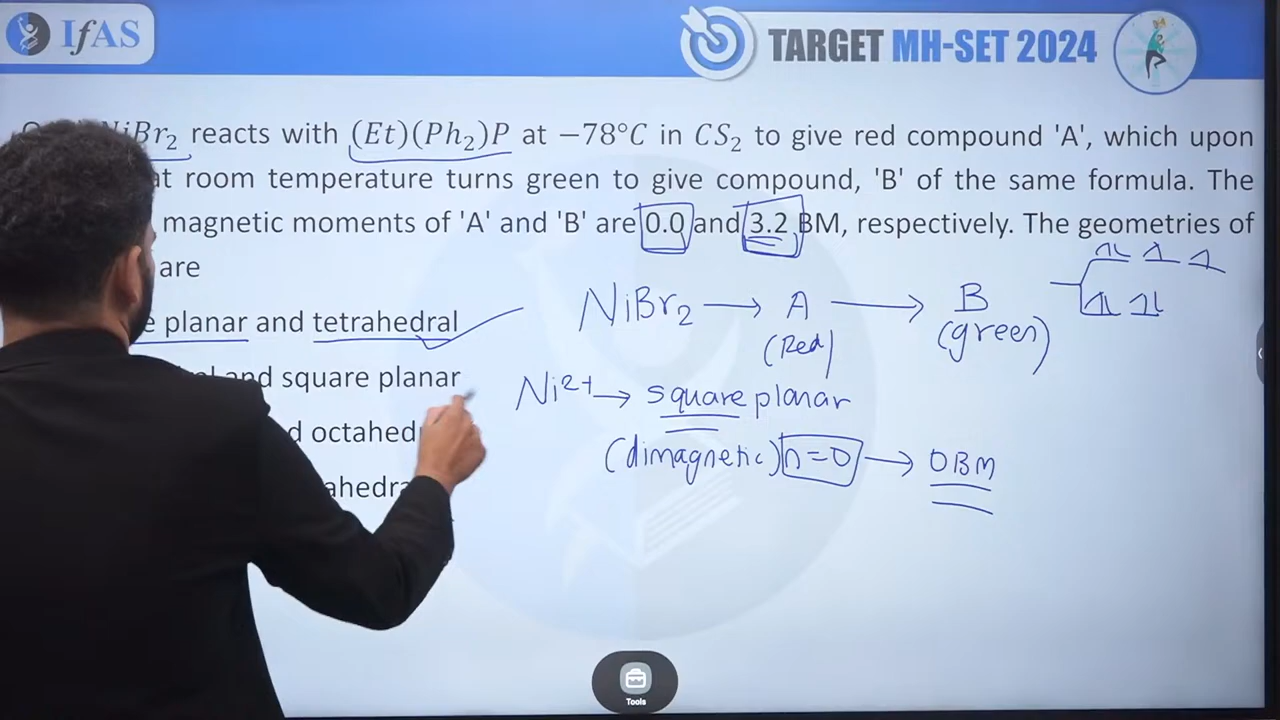 IfAS
TARGET MH-SET 2024
NiBr2 reacts with (Et)(Ph2)P at −78°C in CS2 to give red compound 'A', which upon
at room temperature turns green to give compound, 'B' of the same formula. The
magnetic moments of 'A' and 'B' are 0.0 and 3.2 BM, respectively. The geometries of
are
planar and tetrahedral
and square planar
octahed
ahedra
NiBr2 → A → B
(Red) (green)
Ni2+ → square planar
(dimagnetic) n=0 → 0BM
Tools